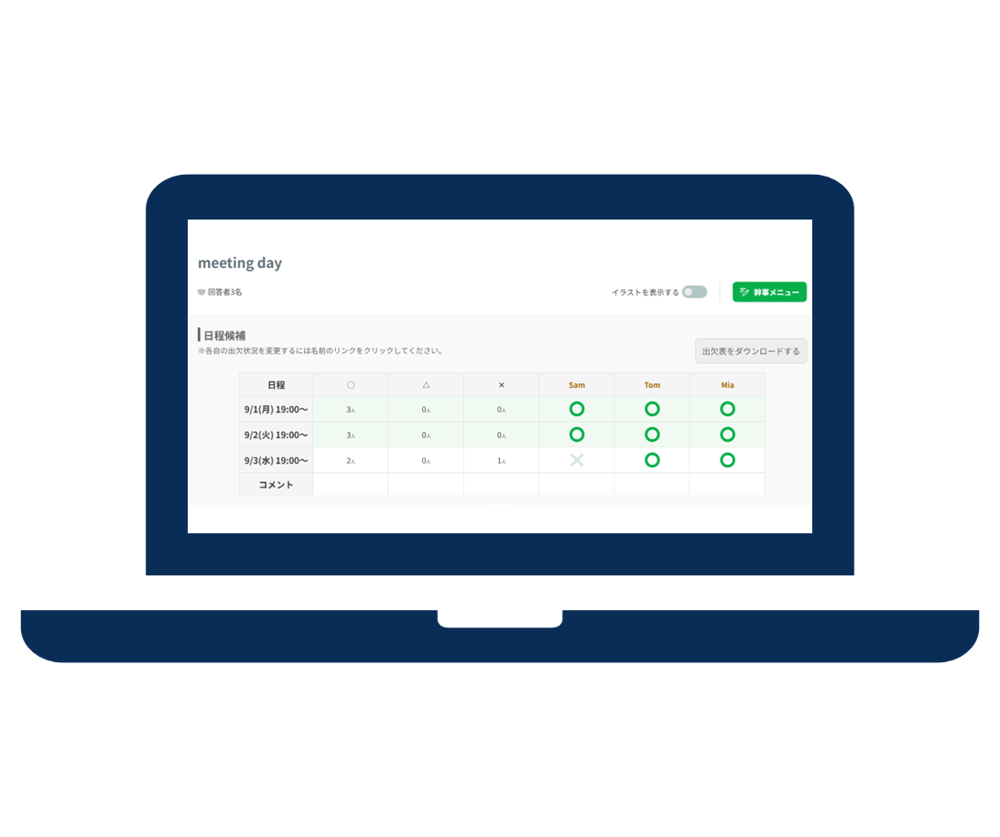 meeting day
回答者3名 イラストを表示する 幹事メニュー
日程候補
※各自の出欠状況を変更するには名前のリンクをクリックしてください。
出欠表をダウンロードする
日程 ○ △ × Sam Tom Mia
9/1(月) 19:00〜 3人 0人 0人 ○ ○ ○
9/2(火) 19:00〜 3人 0人 0人 ○ ○ ○
9/3(水) 19:00〜 2人 0人 1人 × ○ ○
コメント